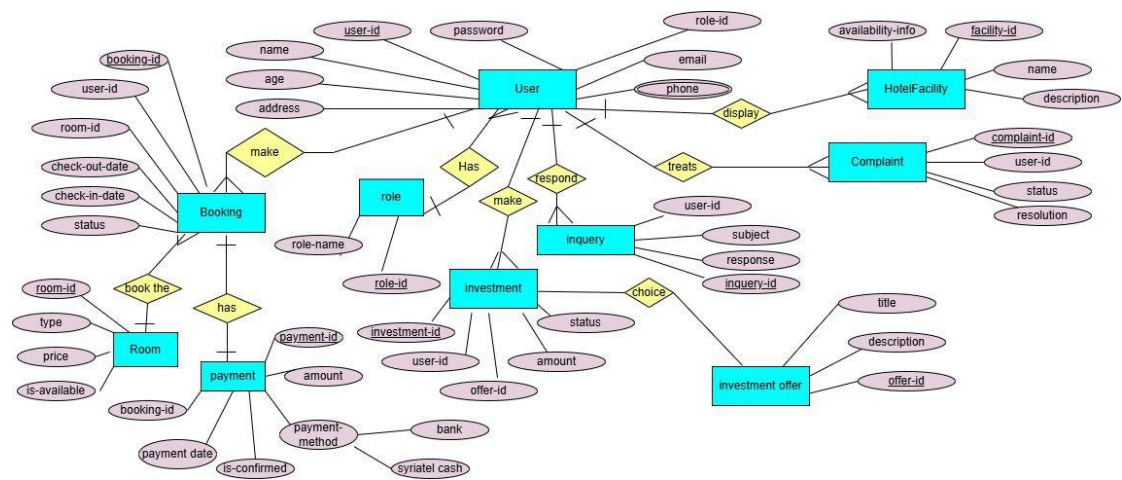 role-id
user-id
password
availability-info
facility-id
name
booking-id
email
name
user-id
age
phone
User
HotelFacility
description
address
display
room-id
complaint-id
make
Has
treats
Complaint
user-id
check-out-date
respond
status
check-in-date
role
make
user-id
resolution
Booking
status
subject
inquery
role-name
response
book the
room-id
role-id
inquery-id
investment
choice
title
has
type
status
investment-id
payment-id
description
Room
price
user-id
amount
payment
amount
investment offer
offer-id
is-available
offer-id
booking-id
payment-
method
bank
payment date
is-confirmed
syriatel cash